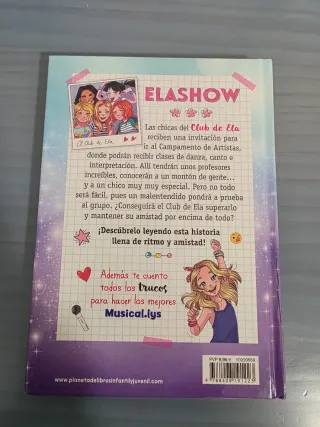 ELASHOW
El Club de Ela
Las chicas del Club de Ela
reciben una invitación para
ir al Campamento de Artistas,
donde podrán recibir clases de danza, canto e
interpretación. Allí tendrán unos profesores
increíbles, conocerán a un montón de gente...
y a un chico muy muy especial. Pero no todo
será fácil, pues un malentendido pondrá a prueba
al grupo. ¿Conseguirá el Club de Ela superarlo
y mantener su amistad por encima de todo?
¡Descúbrelo leyendo esta historia
llena de ritmo y amistad!
Además te cuento
todos los trucos
para hacer los mejores
Musical.lys
www.planetadelibrosinfantilyjuvenil.com